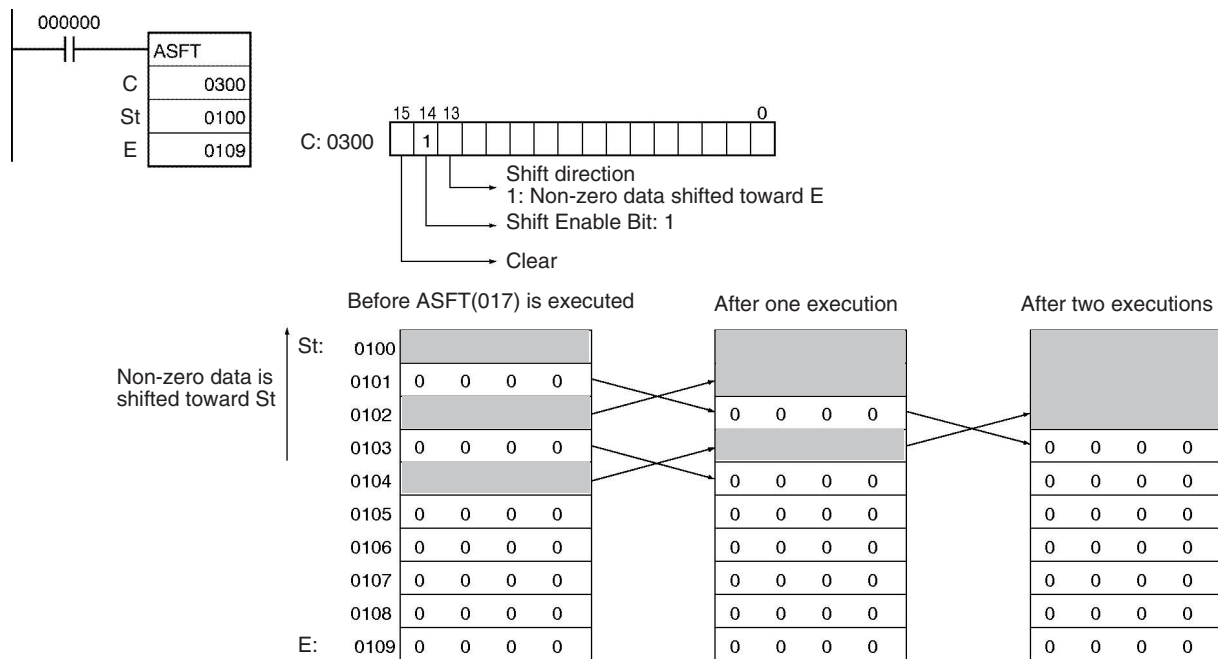 000000
ASFT
C 0300
St 0100
E 0109
15 14 13 0
C: 0300 1
Shift direction
1: Non-zero data shifted toward E
Shift Enable Bit: 1
Clear
Before ASFT(017) is executed After one execution After two executions
Non-zero data is
shifted toward St
St: 0100
0101 0 0 0 0
0102 0 0 0 0
0103 0 0 0 0 0 0 0 0
0104 0 0 0 0 0 0 0 0
0105 0 0 0 0 0 0 0 0 0 0 0 0
0106 0 0 0 0 0 0 0 0 0 0 0 0
0107 0 0 0 0 0 0 0 0 0 0 0 0
0108 0 0 0 0 0 0 0 0 0 0 0 0
E: 0109 0 0 0 0 0 0 0 0 0 0 0 0